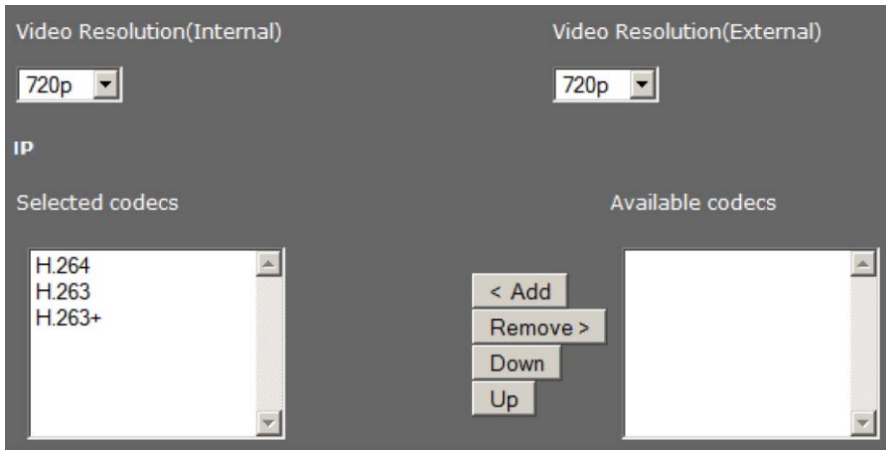 Video Resolution(Internal) Video Resolution(External)
720p 720p
IP
Selected codecs Available codecs
H.264
H.263
H.263+
< Add
Remove >
Down
Up